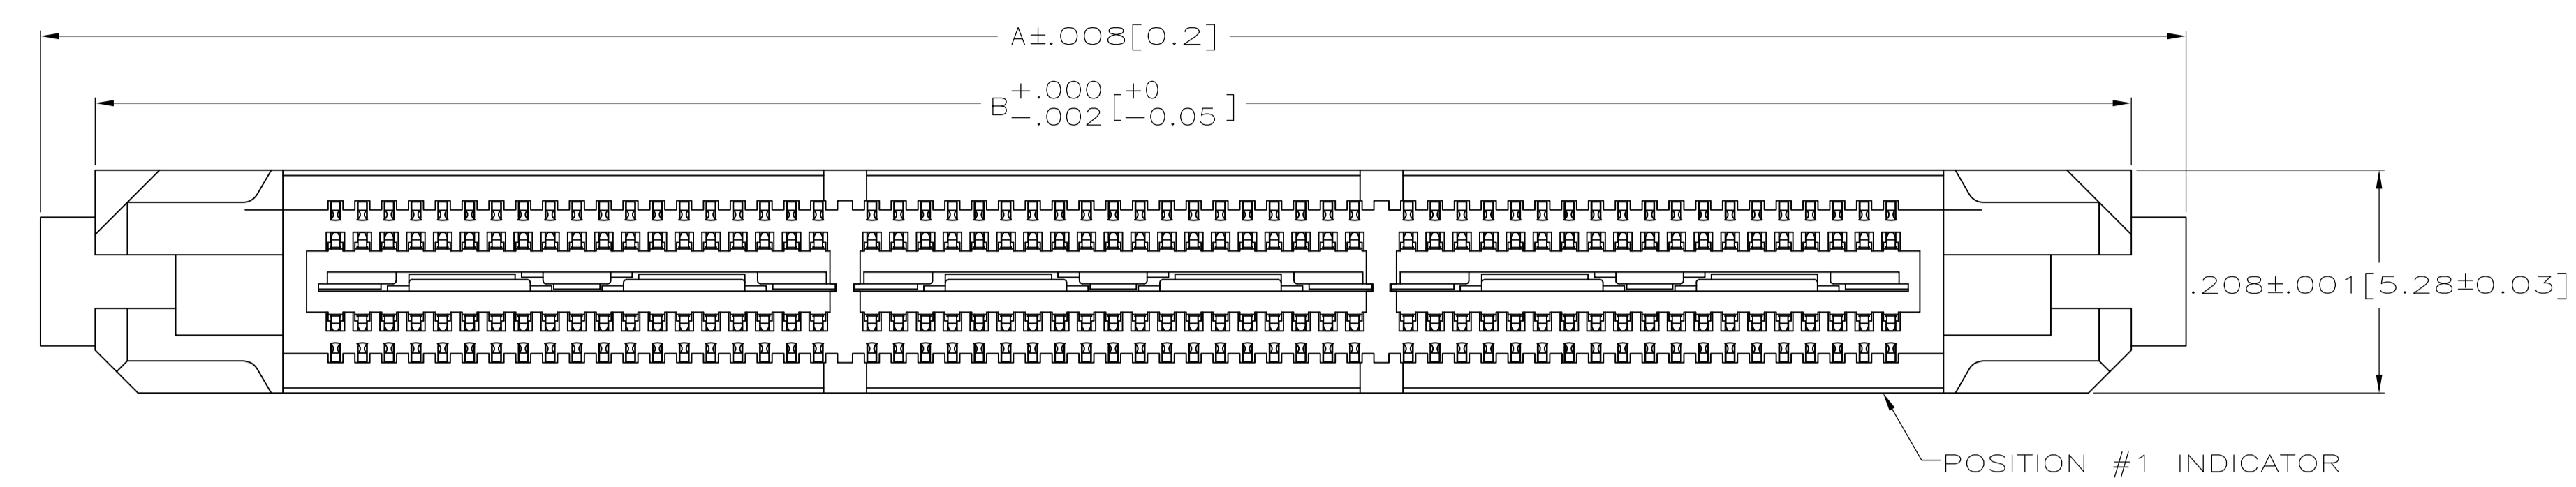 A±.008[0.2]
B +.000 -.002 [ +0 -0.05 ]
.208±.001[5.28±0.03]
POSITION #1 INDICATOR